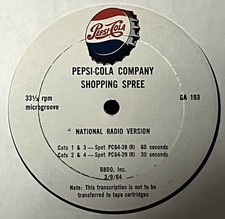 PEPSI-COLA
PEPSI-COLA COMPANY
SHOPPING SPREE
33⅓ rpm
microgroove
GA 193
NATIONAL RADIO VERSION
Cuts 1 & 3 — Spot PC64-38 (R) 60 seconds
Cuts 2 & 4 — Spot PC64-39 (R) 30 seconds
BBDO, Inc.
3/9/64
Note: This transcription is not to be
transferred to tape cartridges